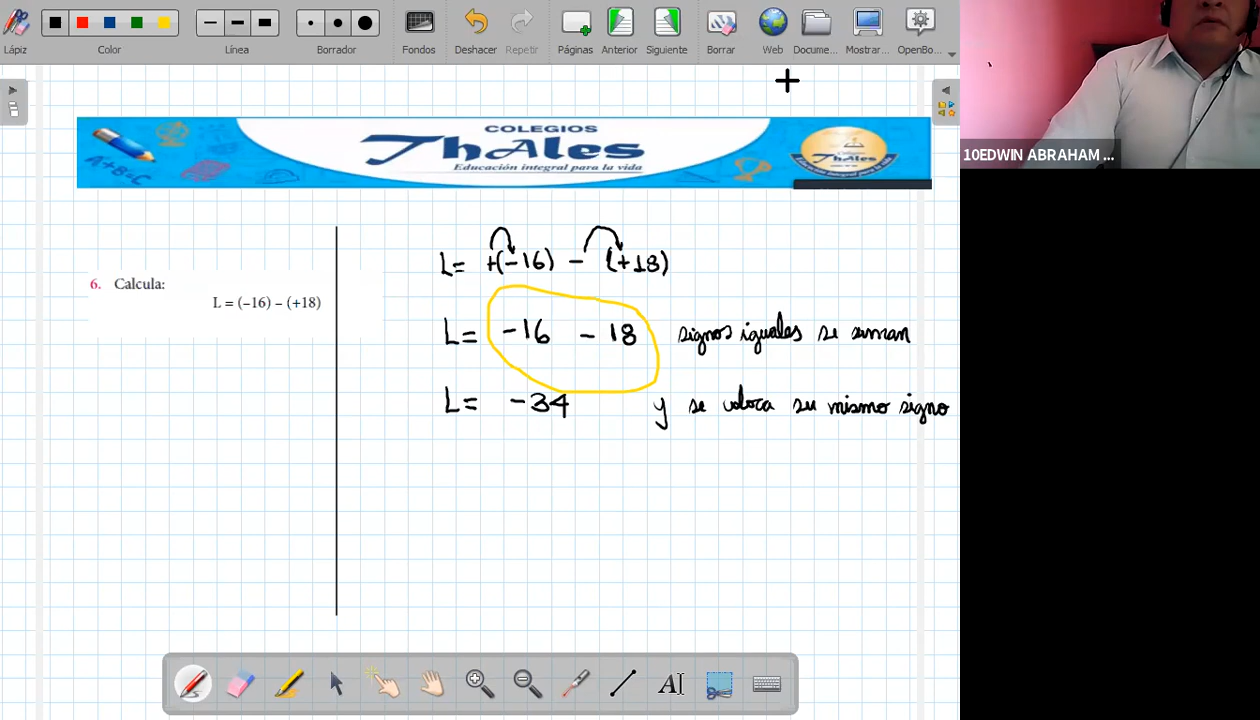 Lápiz Color Línea Borrador Fondos Deshacer Repetir Páginas Anterior Siguiente Borrar Web Docume... Mostrar... OpenBo...
10EDWIN ABRAHAM ...
A+B=C
COLEGIOS
Thales
Educación integral para la vida
Thales
6. Calcula:
L = (–16) – (+18)
L= +(-16) - (+18)
L= -16 - 18 signos iguales se suman
L= -34 y se coloca su mismo signo